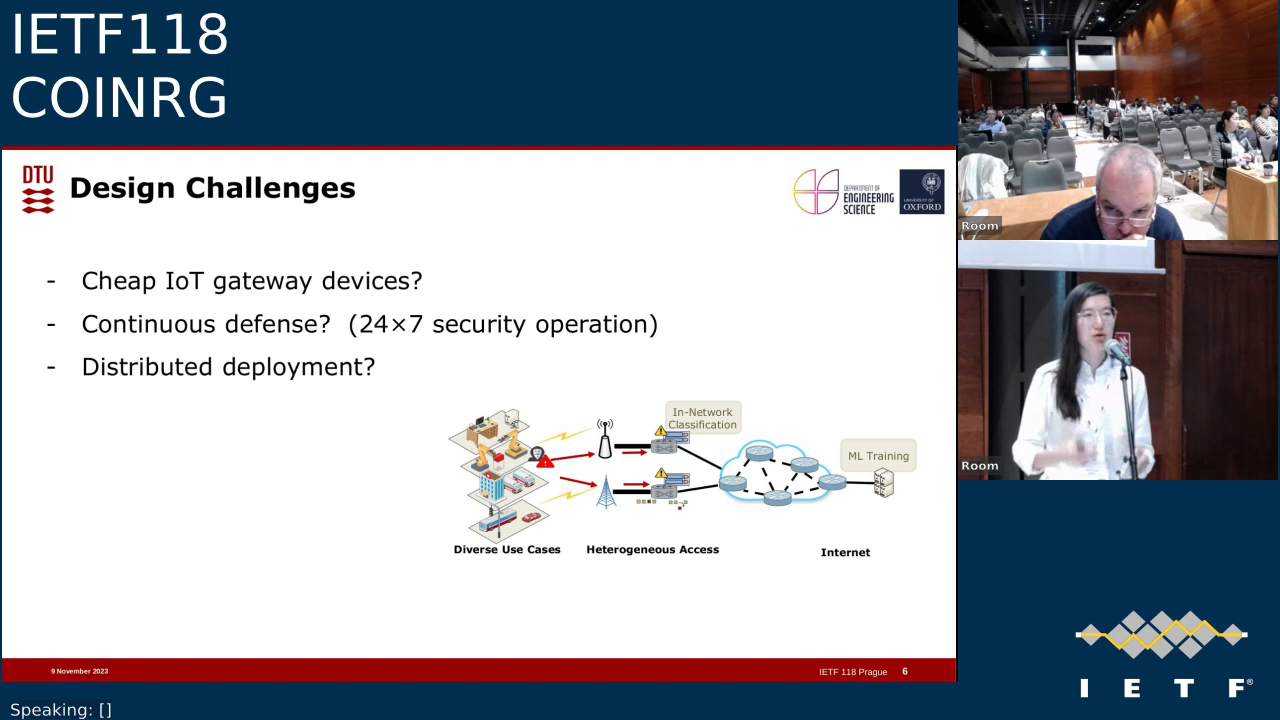 IETF118
COINRG
DTU
Design Challenges
DEPARTMENT OF
ENGINEERING
SCIENCE
UNIVERSITY OF
OXFORD
- Cheap IoT gateway devices?
- Continuous defense? (24×7 security operation)
- Distributed deployment?
In-Network
Classification
ML Training
Diverse Use Cases
Heterogeneous Access
Internet
9 November 2023
IETF 118 Prague 6
Room
Room
I E T F®
Speaking: []